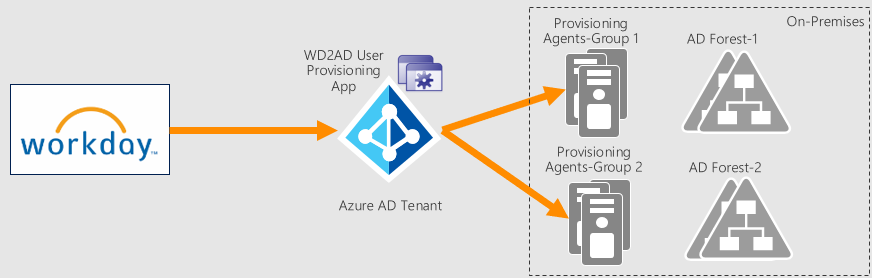 On-Premises
Provisioning
Agents-Group 1
AD Forest-1
WD2AD User
Provisioning
App
workday™
Provisioning
Agents-Group 2
AD Forest-2
Azure AD Tenant